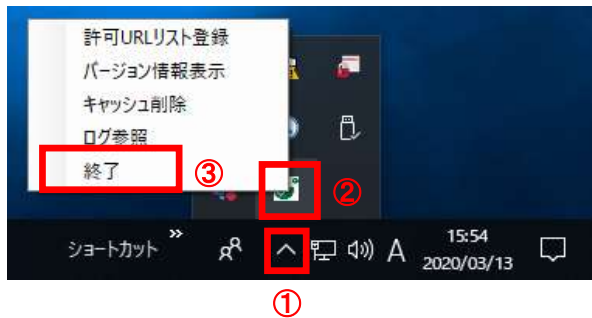 許可URLリスト登録
バージョン情報表示
キャッシュ削除
ログ参照
終了
③
②
ショートカット
»
A
15:54
2020/03/13
①